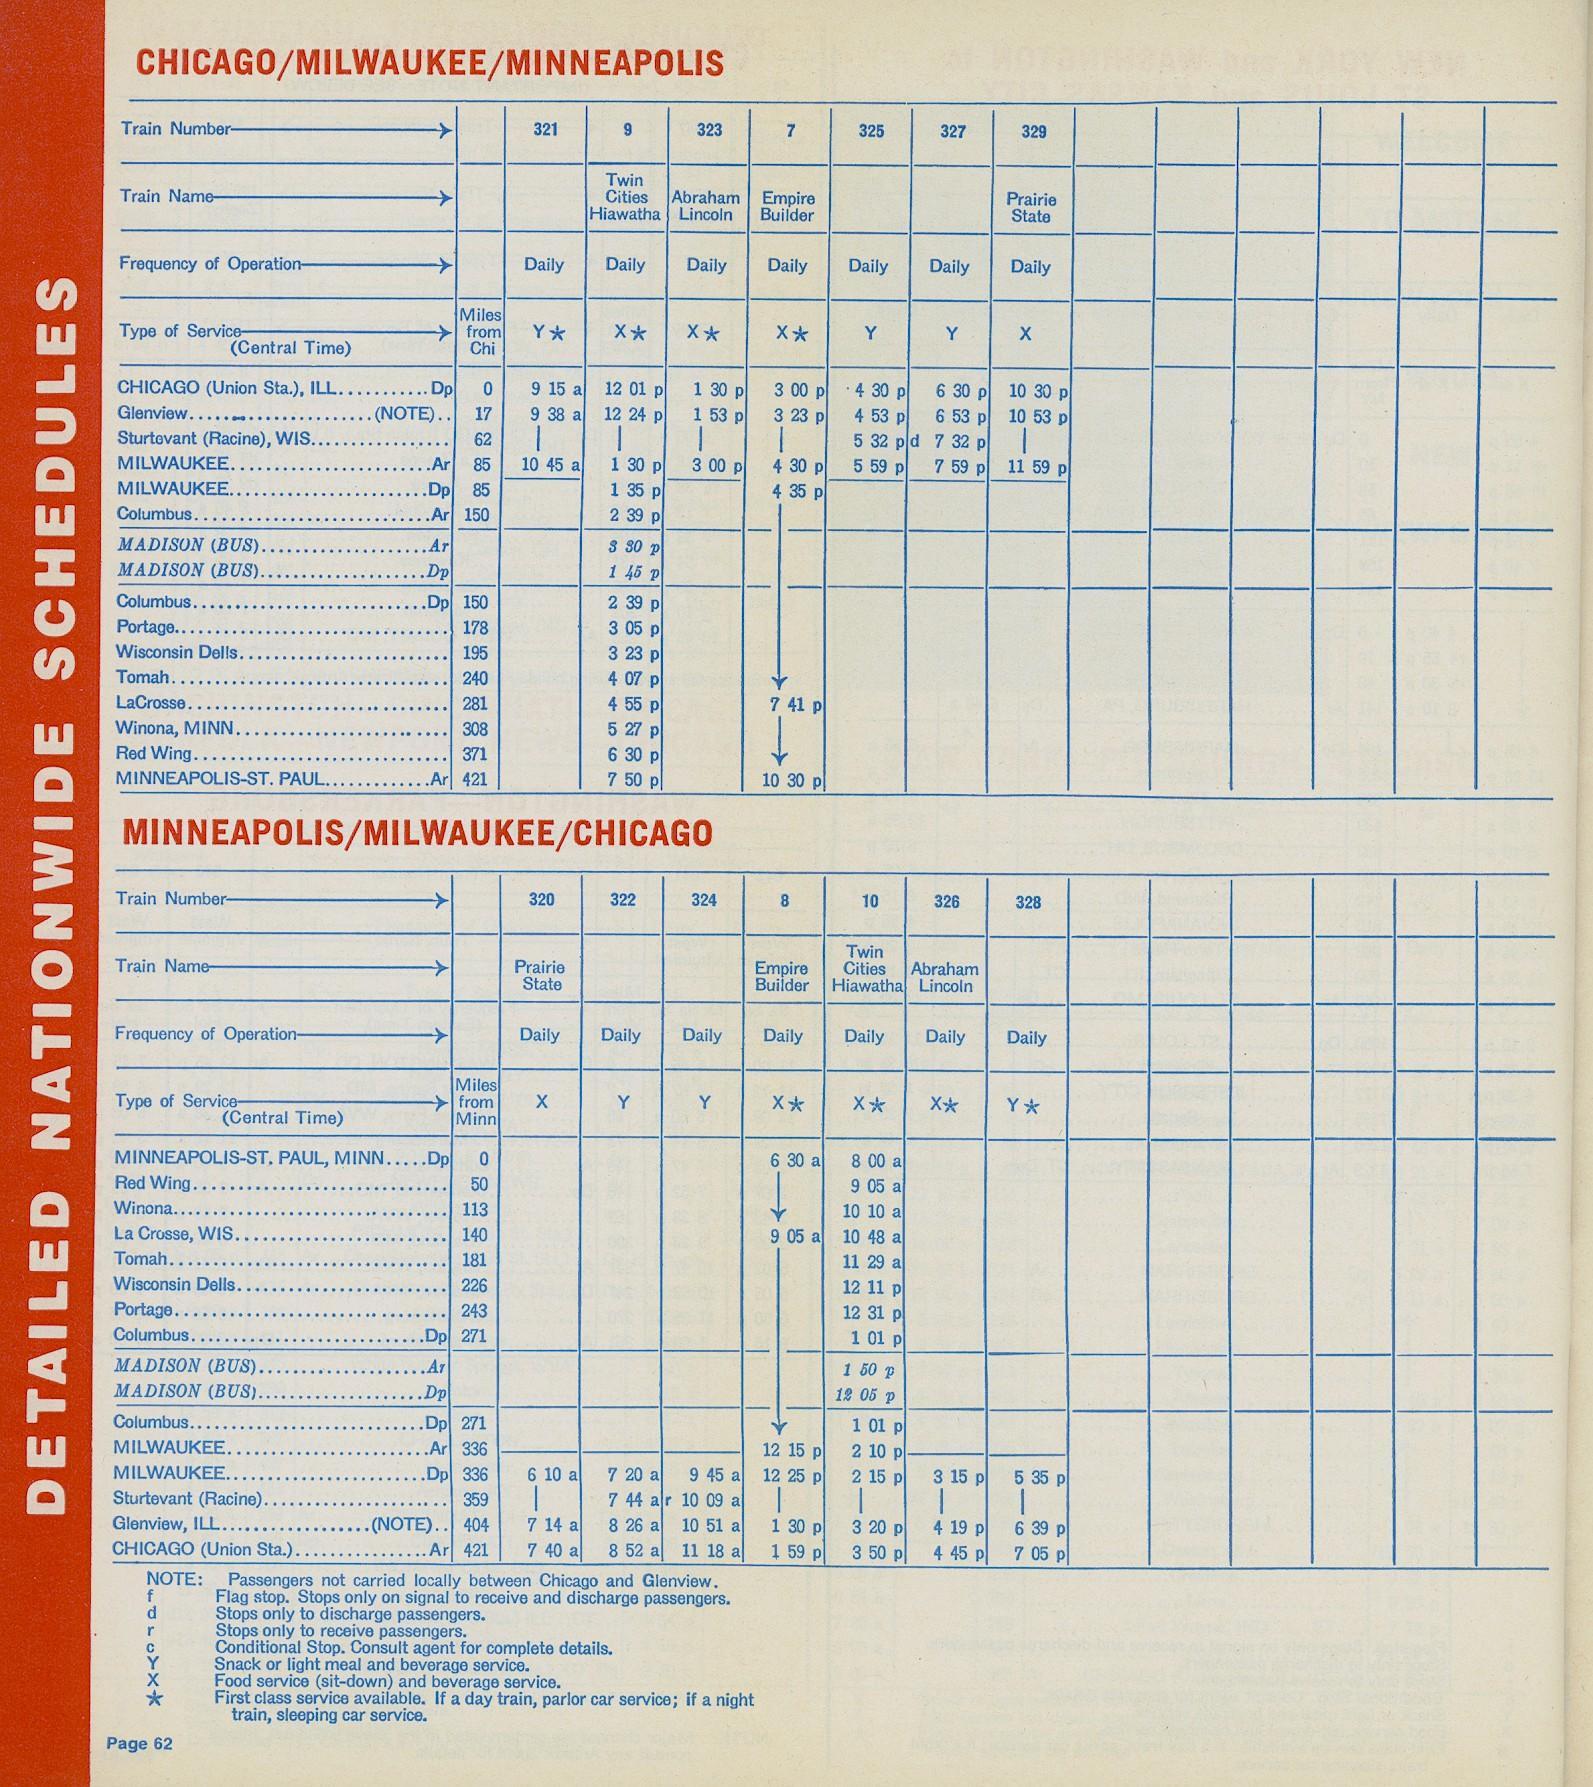 DETAILED NATIONWIDE SCHEDULES
CHICAGO/MILWAUKEE/MINNEAPOLIS
Train Number 321 9 323 7 325 327 329
Train Name Twin Cities Hiawatha Abraham Lincoln Empire Builder Prairie State
Frequency of Operation Daily Daily Daily Daily Daily Daily Daily
Type of Service (Central Time) Miles from Chi Y★ X★ X★ X★ Y Y X
CHICAGO (Union Sta.), ILL...........Dp 0 9 15 a 12 01 p 1 30 p 3 00 p 4 30 p 6 30 p 10 30 p
Glenview.......................(NOTE).. 17 9 38 a 12 24 p 1 53 p 3 23 p 4 53 p 6 53 p 10 53 p
Sturtevant (Racine), WIS................. 62 5 32 p d 7 32 p
MILWAUKEE.........................Ar 85 10 45 a 1 30 p 3 00 p 4 30 p 5 59 p 7 59 p 11 59 p
MILWAUKEE.........................Dp 85 1 35 p 4 35 p
Columbus.............................Ar 150 2 39 p
MADISON (BUS).....................Ar 3 30 p
MADISON (BUS).....................Dp 1 45 p
Columbus.............................Dp 150 2 39 p
Portage.................................. 178 3 05 p
Wisconsin Dells.......................... 195 3 23 p
Tomah.................................. 240 4 07 p
LaCrosse................................ 281 4 55 p 7 41 p
Winona, MINN.......................... 308 5 27 p
Red Wing................................ 371 6 30 p
MINNEAPOLIS-ST. PAUL.............Ar 421 7 50 p 10 30 p
MINNEAPOLIS/MILWAUKEE/CHICAGO
Train Number 320 322 324 8 10 326 328
Train Name Prairie State Empire Builder Twin Cities Hiawatha Abraham Lincoln
Frequency of Operation Daily Daily Daily Daily Daily Daily Daily
Type of Service (Central Time) Miles from Minn X Y Y X★ X★ X★ Y★
MINNEAPOLIS-ST. PAUL, MINN.....Dp 0 6 30 a 8 00 a
Red Wing................................ 50 9 05 a
Winona.................................. 113 10 10 a
La Crosse, WIS.......................... 140 9 05 a 10 48 a
Tomah.................................. 181 11 29 a
Wisconsin Dells.......................... 226 12 11 p
Portage.................................. 243 12 31 p
Columbus.............................Dp 271 1 01 p
MADISON (BUS).....................Ar 1 50 p
MADISON (BUS).....................Dp 12 05 p
Columbus.............................Dp 271 1 01 p
MILWAUKEE.........................Ar 336 12 15 p 2 10 p
MILWAUKEE.........................Dp 336 6 10 a 7 20 a 9 45 a 12 25 p 2 15 p 3 15 p 5 35 p
Sturtevant (Racine)....................... 359 7 44 a r 10 09 a
Glenview, ILL...................(NOTE).. 404 7 14 a 8 26 a 10 51 a 1 30 p 3 20 p 4 19 p 6 39 p
CHICAGO (Union Sta.)................Ar 421 7 40 a 8 52 a 11 18 a 1 59 p 3 50 p 4 45 p 7 05 p
NOTE: Passengers not carried locally between Chicago and Glenview.
f Flag stop. Stops only on signal to receive and discharge passengers.
d Stops only to discharge passengers.
r Stops only to receive passengers.
c Conditional Stop. Consult agent for complete details.
Y Snack or light meal and beverage service.
X Food service (sit-down) and beverage service.
★ First class service available. If a day train, parlor car service; if a night
train, sleeping car service.
Page 62